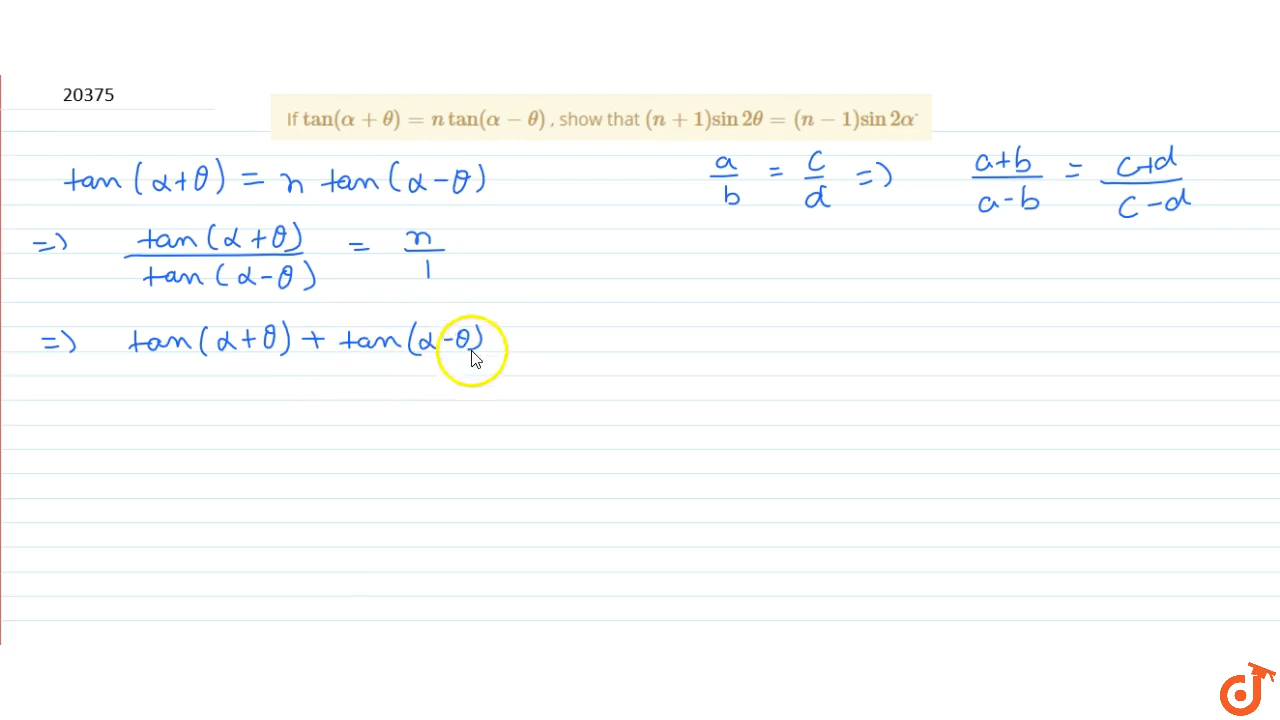 20375
If tan(α + θ) = n tan(α − θ) , show that (n + 1)sin 2θ = (n − 1)sin 2α
tan(α+θ) = n tan(α-θ)
a/b = c/d => a+b/a-b = c+d/c-d
=> tan(α+θ)/tan(α-θ) = n/1
=> tan(α+θ) + tan(α-θ)